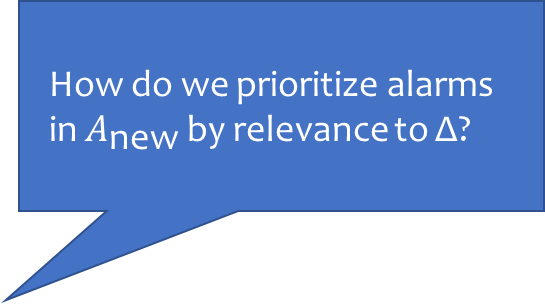 How do we prioritize alarms
in 𝐴new by relevance to Δ?